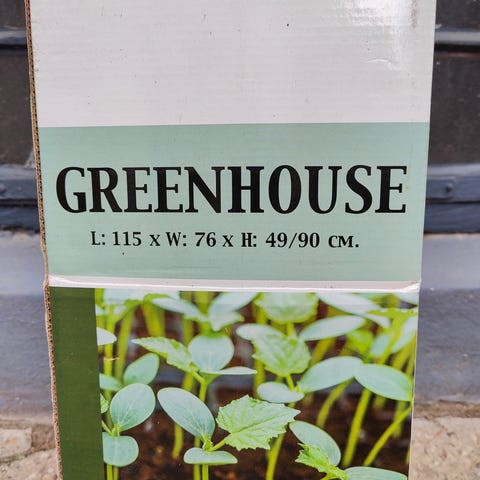 GREENHOUSE
L: 115 x W: 76 x H: 49/90 CM.